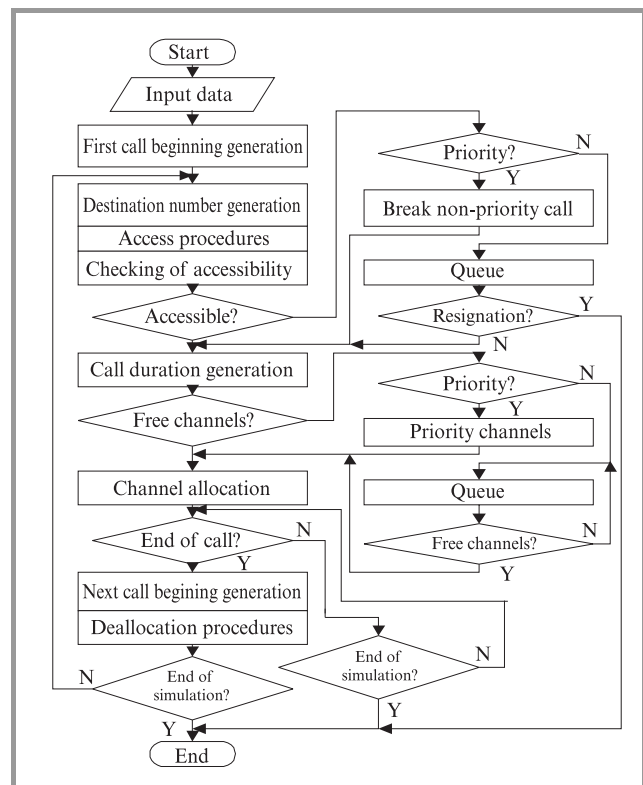 Start
Input data
First call beginning generation
Destination number generation
Access procedures
Checking of accessibility
Accessible?
Priority?
N
Y
Break non-priority call
Queue
Resignation?
Y
N
Call duration generation
Free channels?
Priority?
N
Y
Priority channels
Queue
Free channels?
N
Y
Channel allocation
End of call?
N
Y
Next call begining generation
Deallocation procedures
End of
simulation?
N
Y
End of
simulation?
N
Y
End